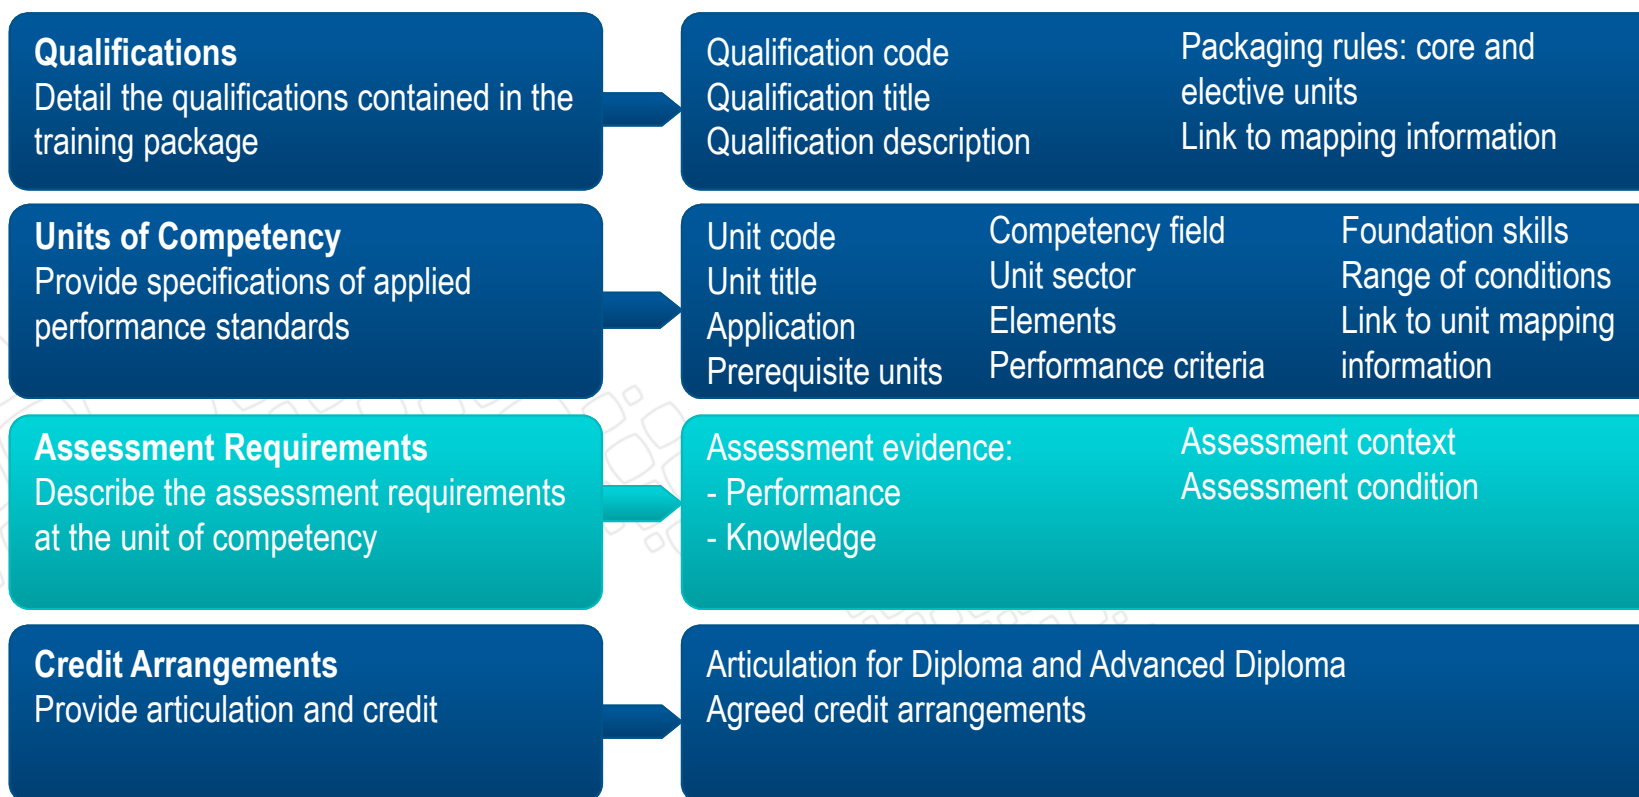 Qualifications
Detail the qualifications contained in the
training package
Qualification code
Qualification title
Qualification description
Packaging rules: core and
elective units
Link to mapping information
Units of Competency
Provide specifications of applied
performance standards
Unit code
Unit title
Application
Prerequisite units
Competency field
Unit sector
Elements
Performance criteria
Foundation skills
Range of conditions
Link to unit mapping
information
Assessment Requirements
Describe the assessment requirements
at the unit of competency
Assessment evidence:
- Performance
- Knowledge
Assessment context
Assessment condition
Credit Arrangements
Provide articulation and credit
Articulation for Diploma and Advanced Diploma
Agreed credit arrangements